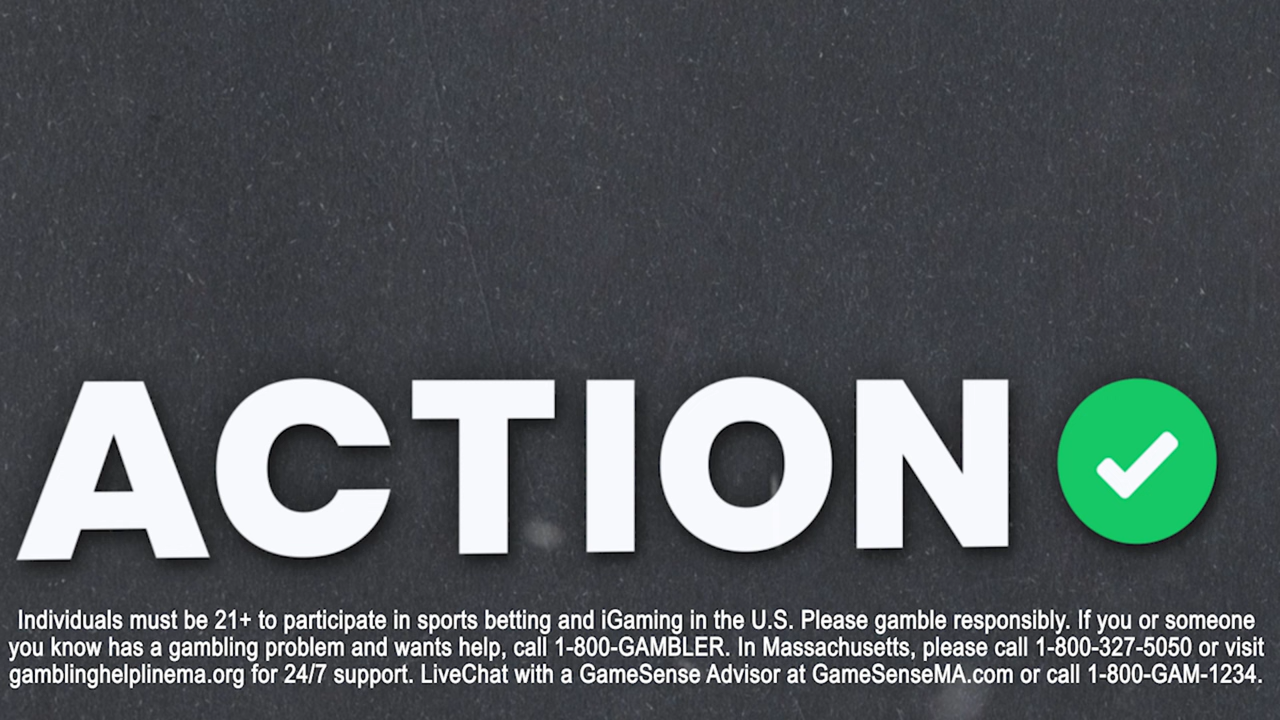 ACTION
Individuals must be 21+ to participate in sports betting and iGaming in the U.S. Please gamble responsibly. If you or someone
you know has a gambling problem and wants help, call 1-800-GAMBLER. In Massachusetts, please call 1-800-327-5050 or visit
gamblinghelplinema.org for 24/7 support. LiveChat with a GameSense Advisor at GameSenseMA.com or call 1-800-GAM-1234.